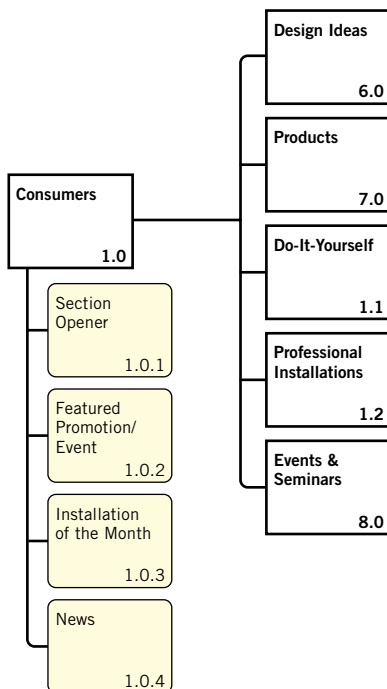 Consumers
1.0
Section
Opener
1.0.1
Featured
Promotion/
Event
1.0.2
Installation
of the Month
1.0.3
News
1.0.4
Design Ideas
6.0
Products
7.0
Do-It-Yourself
1.1
Professional
Installations
1.2
Events &
Seminars
8.0